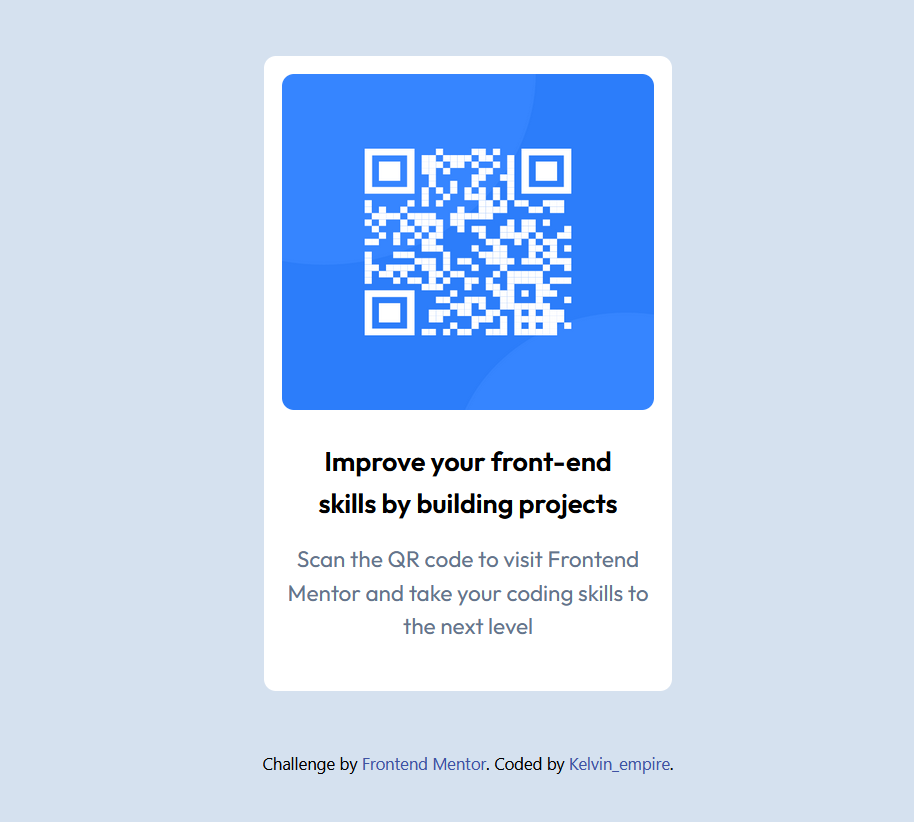 Improve your front-end
skills by building projects
Scan the QR code to visit Frontend
Mentor and take your coding skills to
the next level
Challenge by Frontend Mentor. Coded by Kelvin_empire.